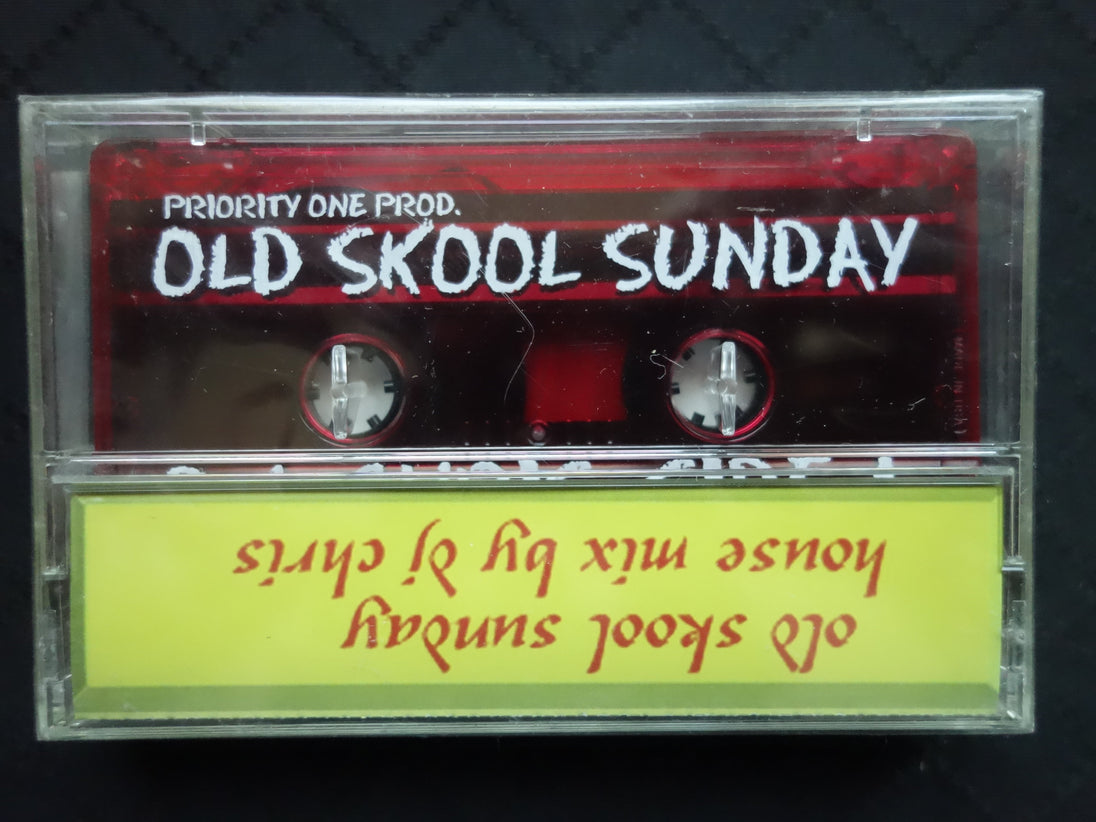 PRIORITY ONE PROD.
OLD SKOOL SUNDAY
old skool sunday
house mix by dj chris